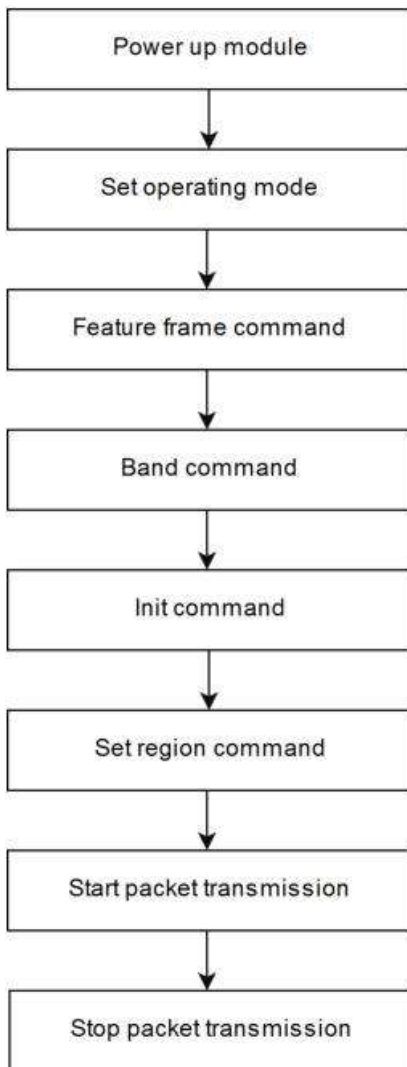 Power up module
Set operating mode
Feature frame command
Band command
Init command
Set region command
Start packet transmission
Stop packet transmission